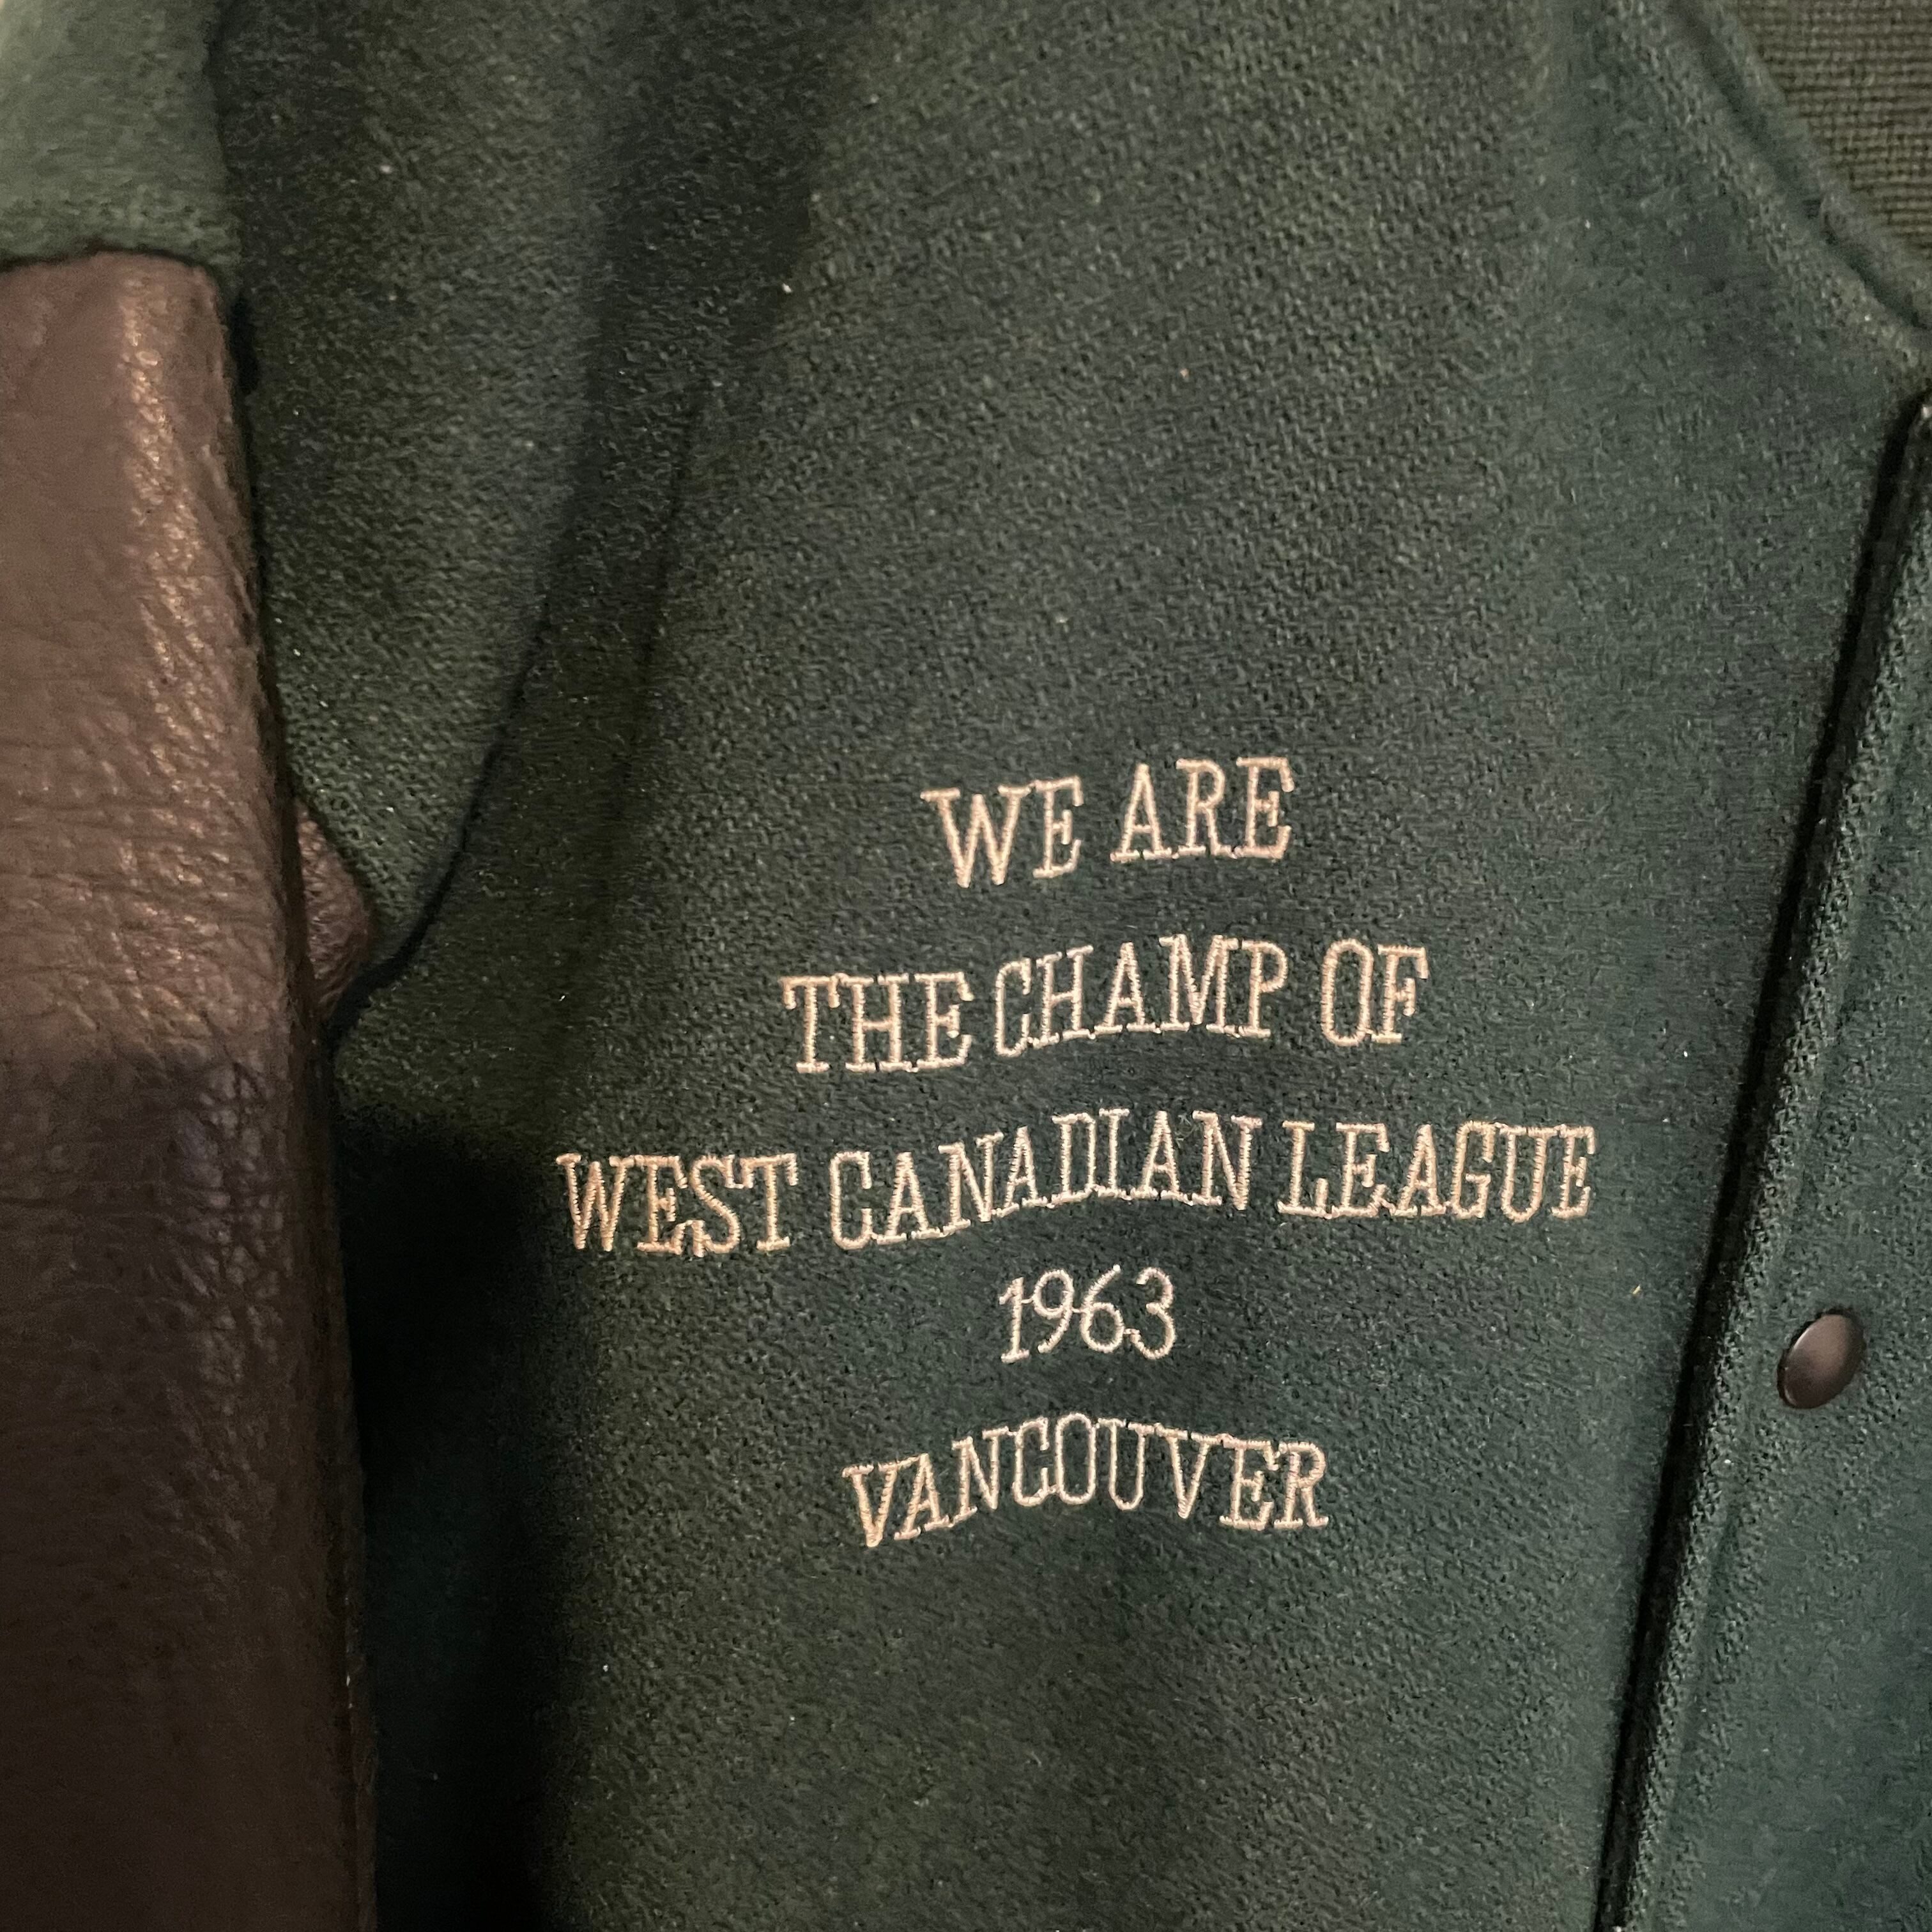 WE ARE
THE CHAMP OF
WEST CANADIAN LEAGUE
1963
VANCOUVER